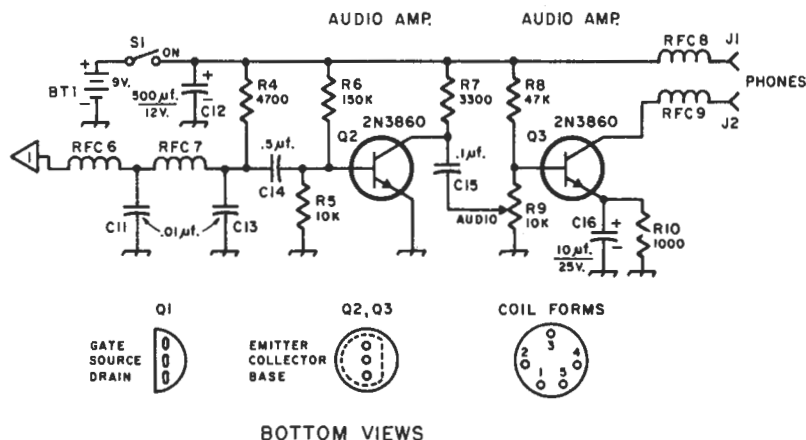 AUDIO AMP.
AUDIO AMP.
S1
ON
+
BT1
9V.
-
500µf.
12V.
+
-
C12
R4
4700
R6
150K
R7
3300
R8
47K
RFC8
J1
PHONES
RFC9
J2
Q2
2N3860
Q3
2N3860
1
RFC6
RFC7
.5µf.
C14
.1µf.
C15
C11
.01µf.
C13
R5
10K
AUDIO
R9
10K
C16
+
-
10µf.
25V.
R10
1000
Q1
GATE
SOURCE
DRAIN
Q2, Q3
EMITTER
COLLECTOR
BASE
COIL FORMS
3
2
4
1
5
BOTTOM VIEWS